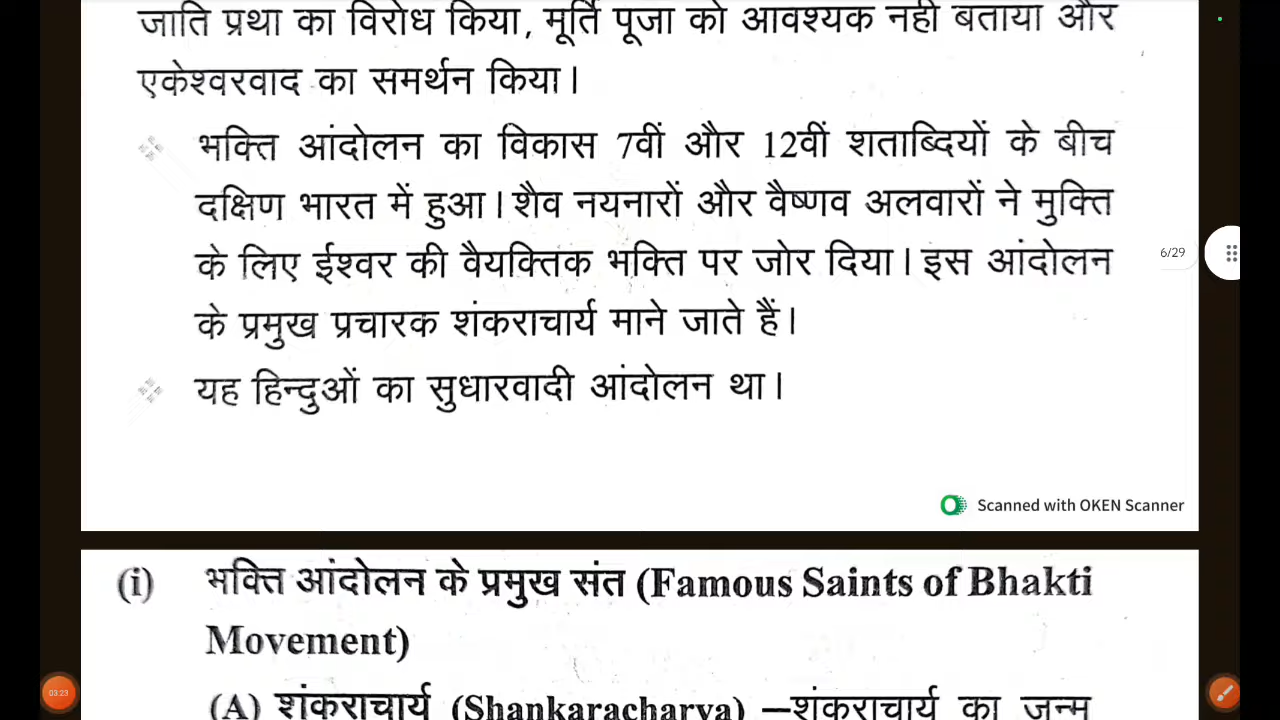 जाति प्रथा का विरोध किया, मूर्ति पूजा को आवश्यक नही बताया और
एकेश्वरवाद का समर्थन किया।
भक्ति आंदोलन का विकास 7वीं और 12वीं शताब्दियों के बीच
दक्षिण भारत में हुआ। शैव नयनारों और वैष्णव अलवारों ने मुक्ति
के लिए ईश्वर की वैयक्तिक भक्ति पर जोर दिया। इस आंदोलन
के प्रमुख प्रचारक शंकराचार्य माने जाते हैं।
यह हिन्दुओं का सुधारवादी आंदोलन था।
6/29
Scanned with OKEN Scanner
(i) भक्ति आंदोलन के प्रमुख संत (Famous Saints of Bhakti
Movement)
(A) शंकराचार्य (Shankaracharya) –शंकराचार्य का जन्म
03:23